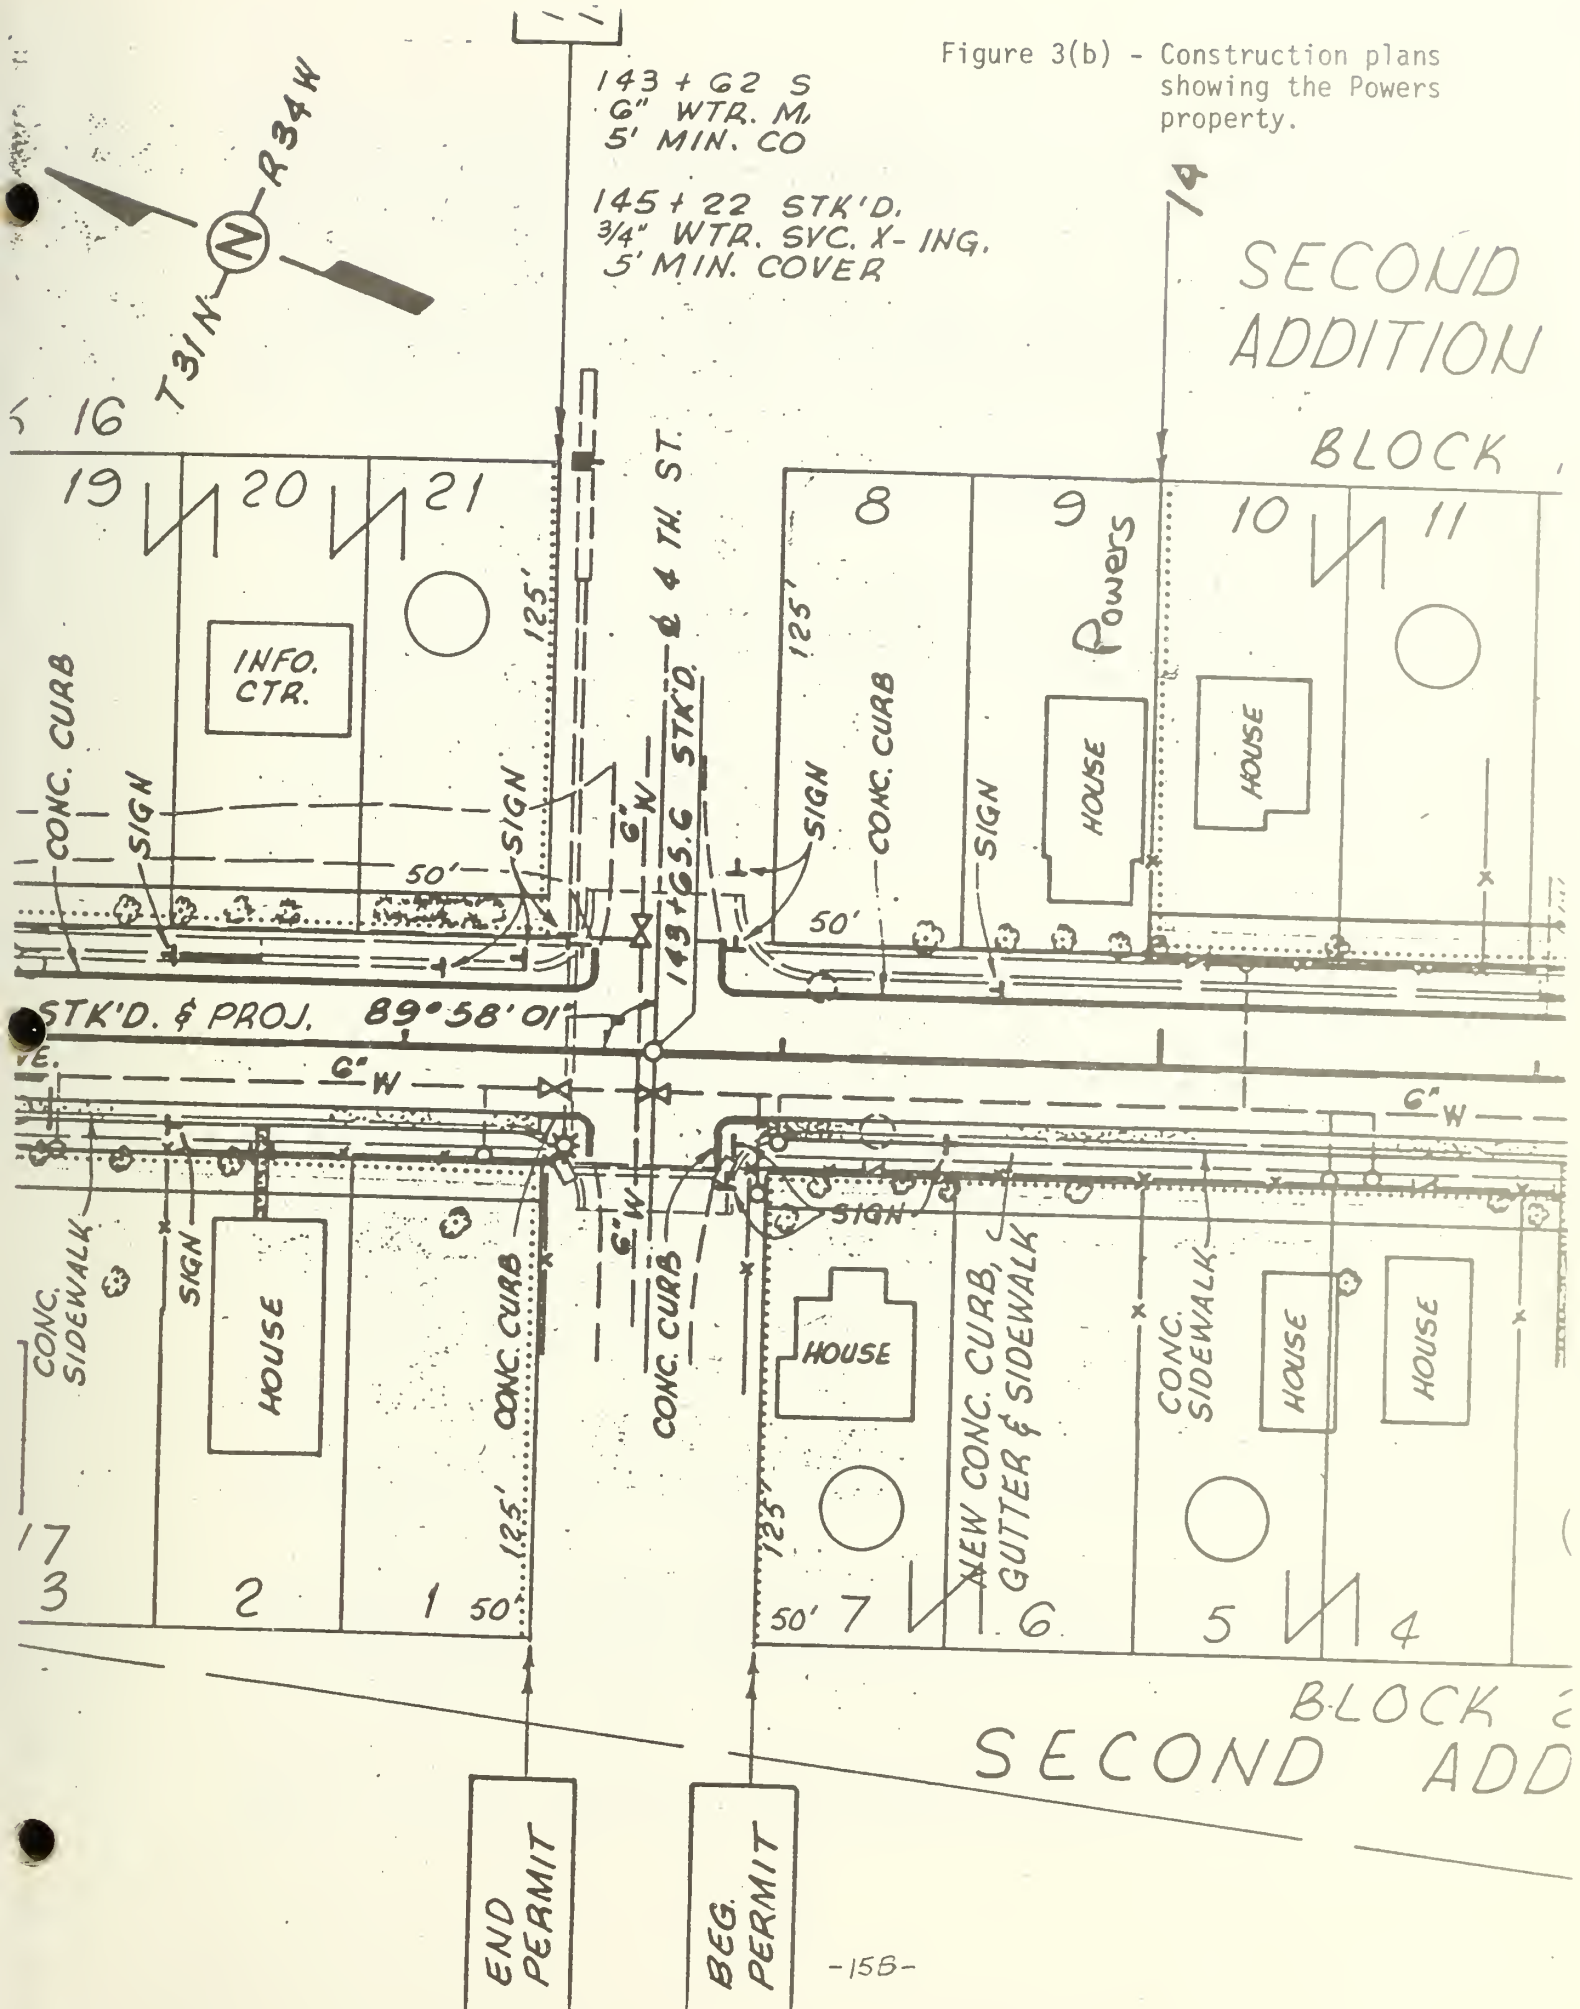 Figure 3(b) - Construction plans
showing the Powers
property.
143 + 62 S
6" WTR. M
5' MIN. CO
145 + 22 STK'D.
3/4" WTR. SVC. X-ING.
5' MIN. COVER
R34W
N
T31N
14
SECOND
ADDITION
BLOCK
16
19
20
21
8
9
10
11
Powers
125'
125'
¢ 4 TH. ST.
143+65.6 STK'D.
INFO.
CTR.
HOUSE
HOUSE
CONC. CURB
SIGN
SIGN
6"
W
SIGN
CONC. CURB
SIGN
50'
50'
STK'D. & PROJ. 89°58'01"
VE.
6"
W
6"
W
6"
W
SIGN
CONC.
SIDEWALK
SIGN
HOUSE
CONC. CURB
CONC. CURB
HOUSE
NEW CONC. CURB,
GUTTER & SIDEWALK
CONC.
SIDEWALK
HOUSE
HOUSE
125'
125'
17
3
2
1
50'
50'
7
6
5
4
BLOCK 2
SECOND ADD
END
PERMIT
BEG.
PERMIT
-15B-